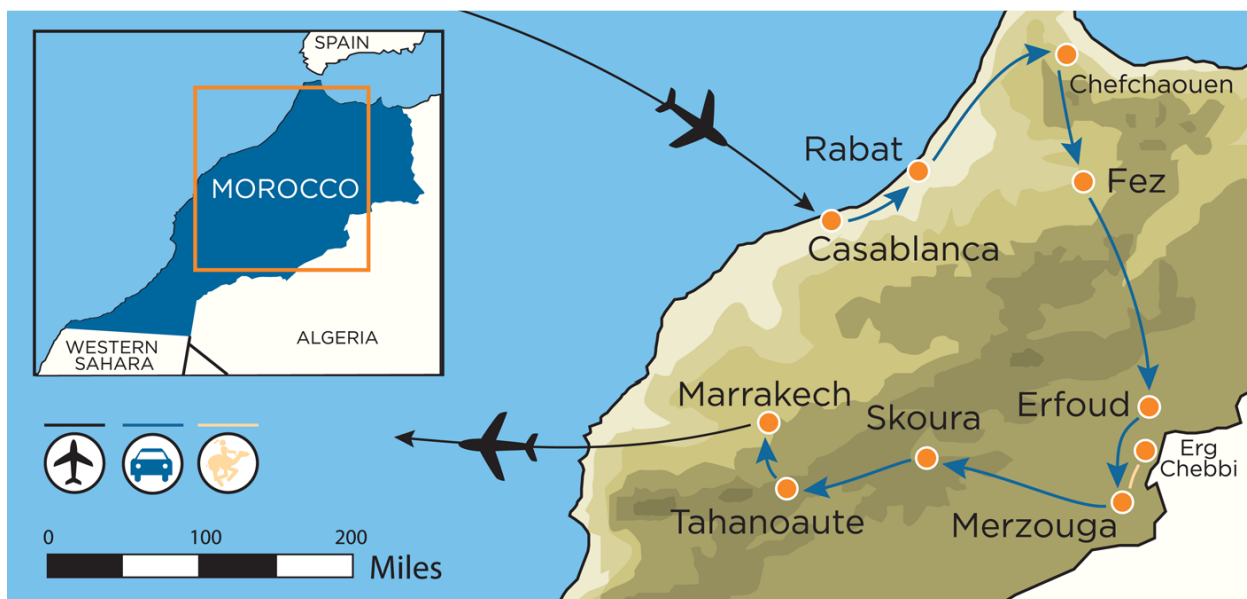 SPAIN
MOROCCO
WESTERN
SAHARA
ALGERIA
0 100 200
Miles
Chefchaouen
Rabat
Fez
Casablanca
Marrakech
Skoura
Erfoud
Erg
Chebbi
Tahanoaute
Merzouga